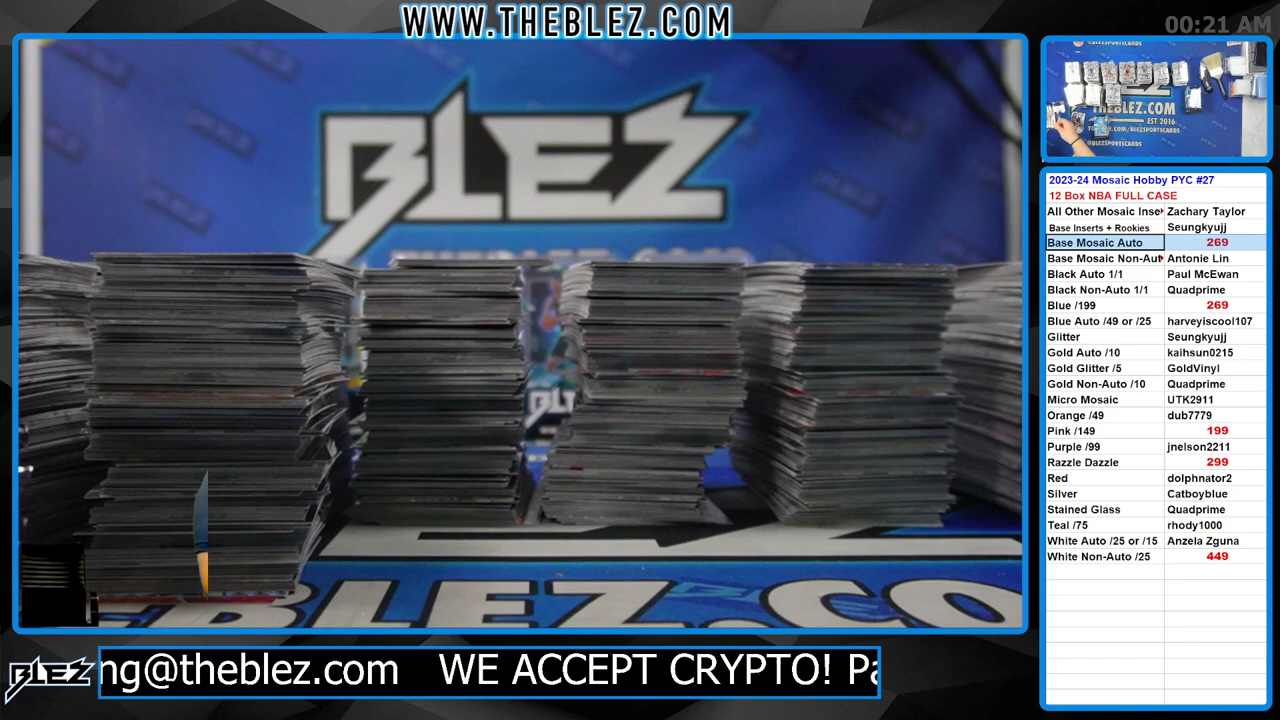 WWW.THEBLEZ.COM
00:21 AM
BLEZ
THEBLEZ.COM
EST 2016
@BLEZSPORTSCARDS
2023-24 Mosaic Hobby PYC #27
12 Box NBA FULL CASE
All Other Mosaic Inse Zachary Taylor
Base Inserts + Rookies Seungkyujj
Base Mosaic Auto 269
Base Mosaic Non-Aut Antonie Lin
Black Auto 1/1 Paul McEwan
Black Non-Auto 1/1 Quadprime
Blue /199 269
Blue Auto /49 or /25 harveyiscool107
Glitter Seungkyujj
Gold Auto /10 kaihsun0215
Gold Glitter /5 GoldVinyl
Gold Non-Auto /10 Quadprime
Micro Mosaic UTK2911
Orange /49 dub7779
Pink /149 199
Purple /99 jnelson2211
Razzle Dazzle 299
Red dolphnator2
Silver Catboyblue
Stained Glass Quadprime
Teal /75 rhody1000
White Auto /25 or /15 Anzela Zguna
White Non-Auto /25 449
BLEZ.CO
BLEZ
ng@theblez.com WE ACCEPT CRYPTO! Pa